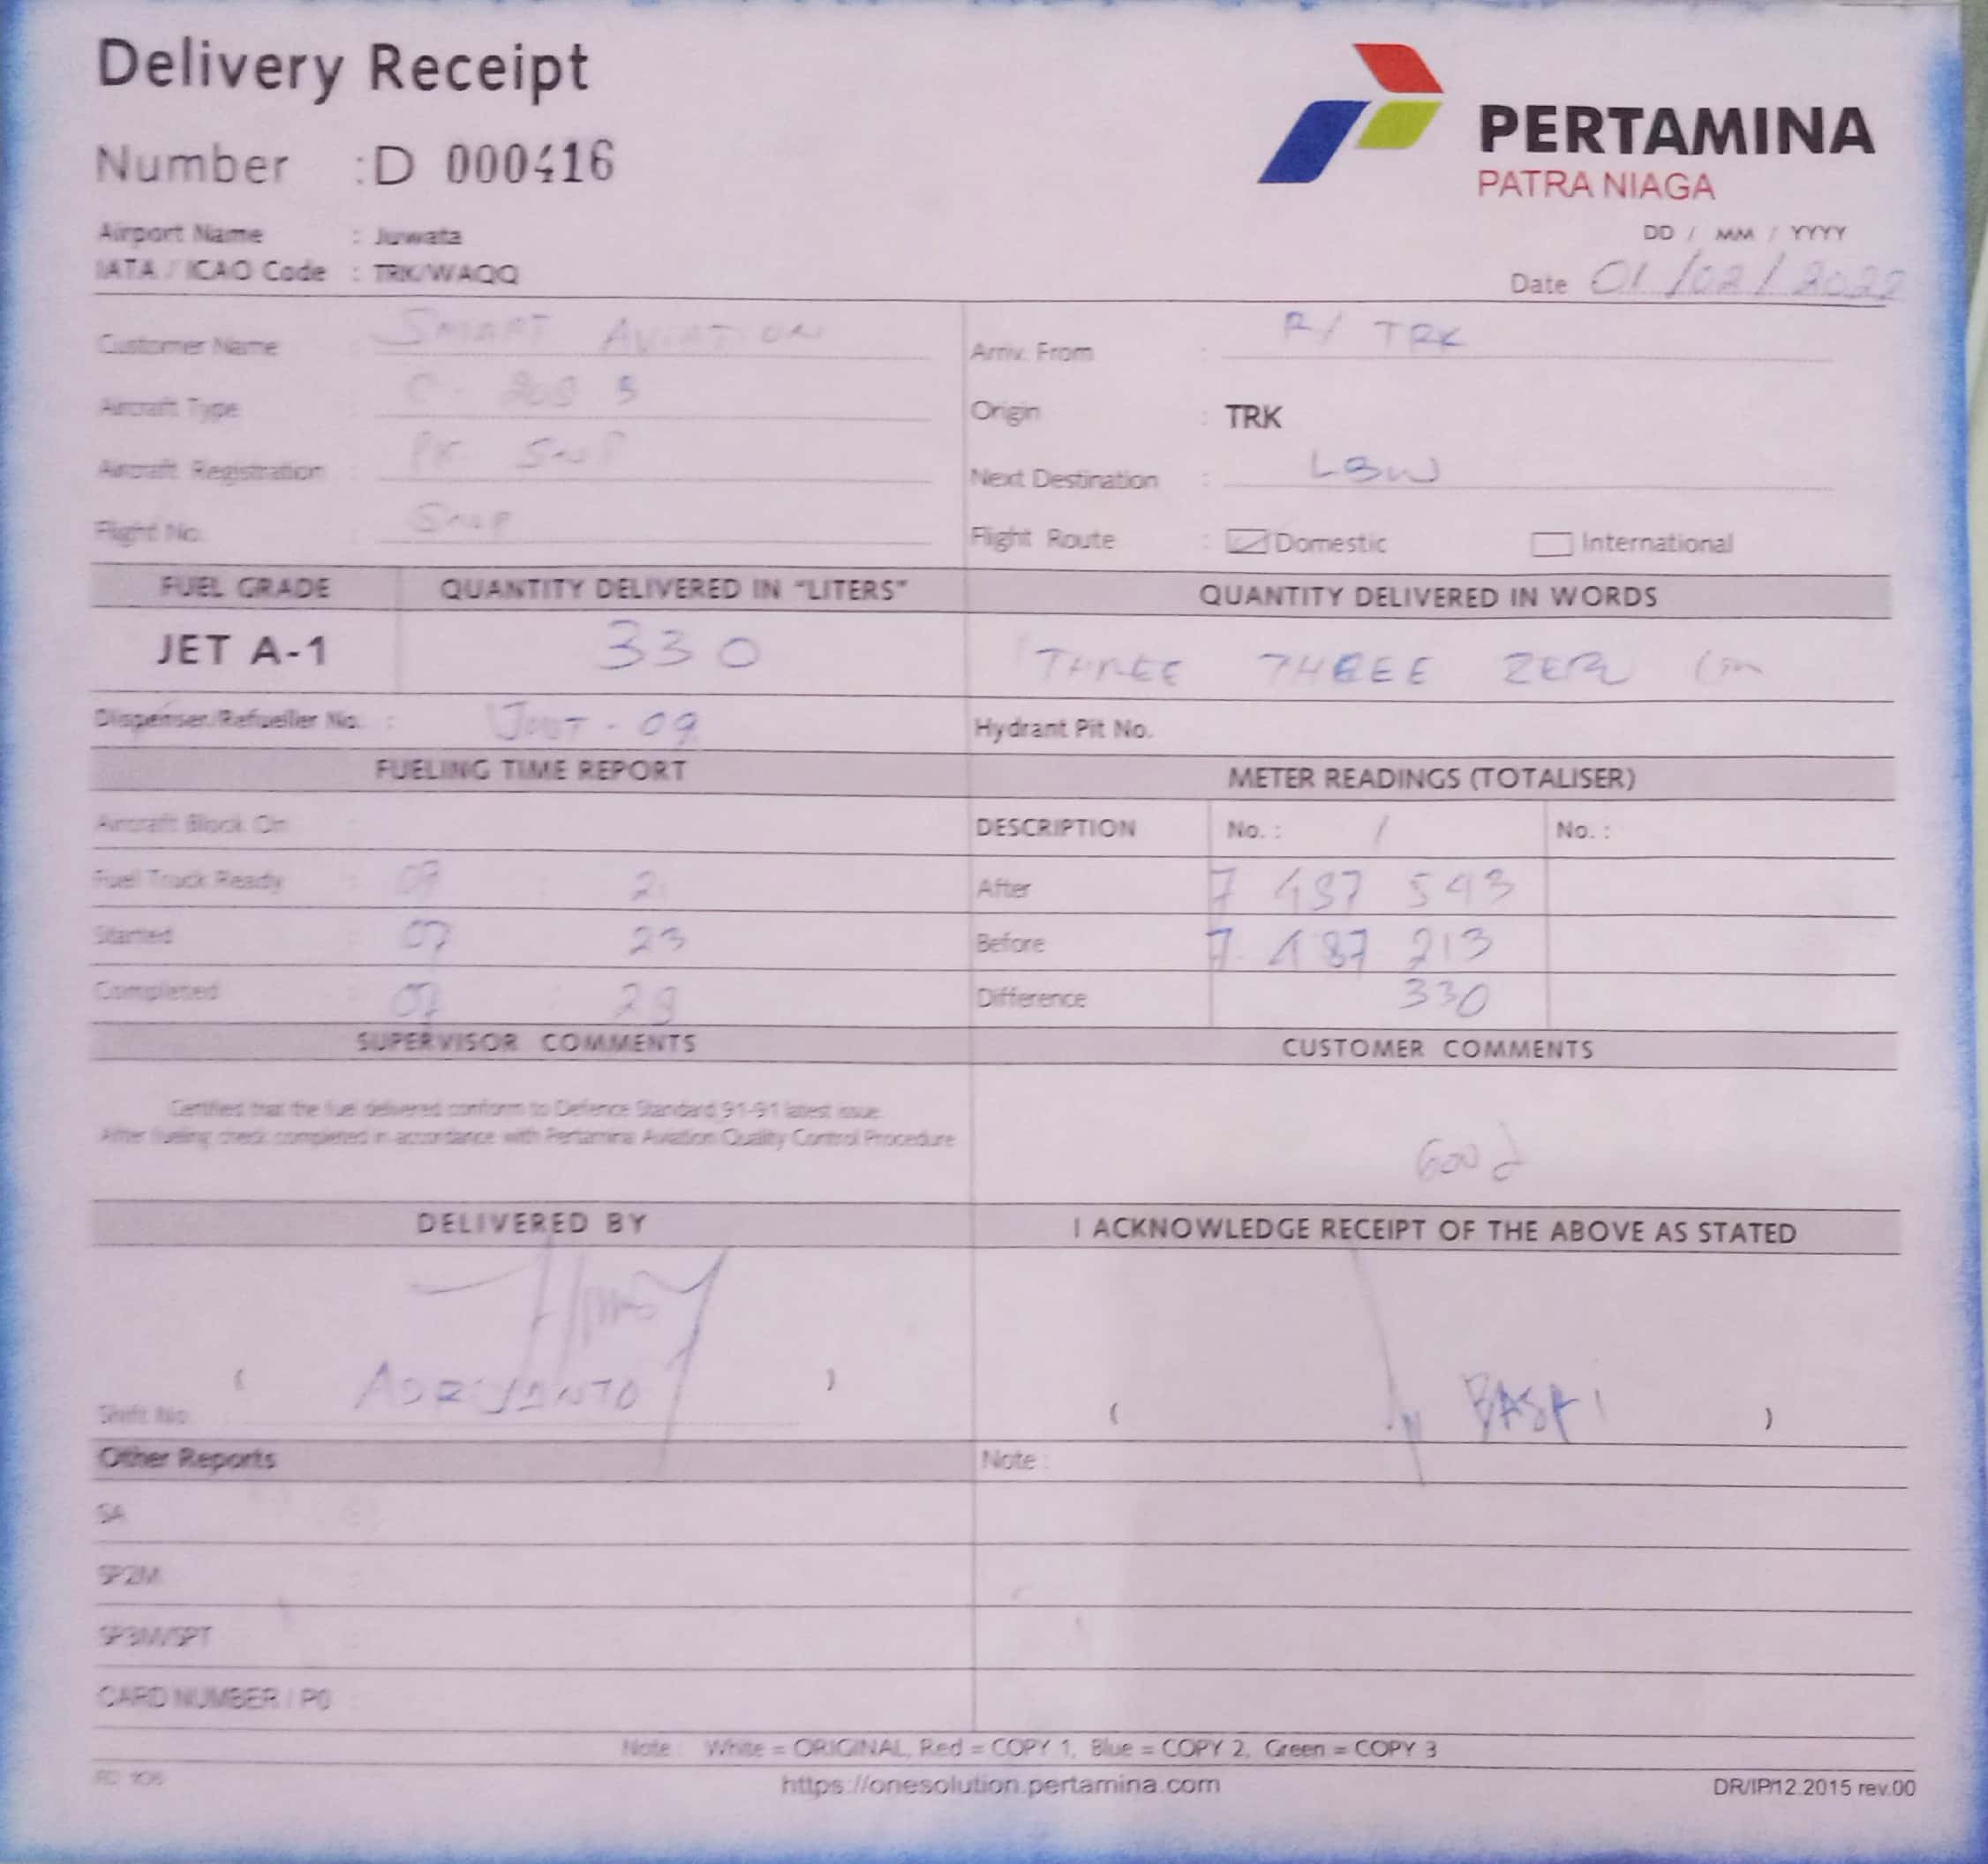 Delivery Receipt
Number : D 000416
PERTAMINA
PATRA NIAGA
Airport Name : Juwata
IATA / ICAO Code : TRK/WAQQ
DD / MM / YYYY
Date 01/02/2022
Customer Name : SMART AVIATION
Arriv. From : R/ TRK
Aircraft Type : C - 208 B
Origin : TRK
Aircraft Registration : PK
Next Destination : LBW
Flight No. :
Flight Route : Domestic International
FUEL GRADE QUANTITY DELIVERED IN "LITERS" QUANTITY DELIVERED IN WORDS
JET A-1 330 THREE THREE ZERO
Dispenser/Refueller No. : - 09 Hydrant Pit No.
FUELING TIME REPORT METER READINGS (TOTALISER)
Aircraft Block On : DESCRIPTION No. : / No. :
Fuel Truck Ready : 07 : 2 After 7 487 543
Started : 07 : 23 Before 7 487 213
Completed : 07 : 29 Difference 330
SUPERVISOR COMMENTS CUSTOMER COMMENTS
Certified that the fuel delivered conform to Defence Standard 91-91 latest issue.
After fueling check completed in accordance with Pertamina Aviation Quality Control Procedure
Good
DELIVERED BY I ACKNOWLEDGE RECEIPT OF THE ABOVE AS STATED
( ADRIYANTO )
Shift No :
( )
Other Reports Note :
SA :
SP2M :
SP3M/SPT :
CARD NUMBER / PO :
Note : White = ORIGINAL, Red = COPY 1, Blue = COPY 2, Green = COPY 3
https://onesolution.pertamina.com
DR/IP/12.2015 rev.00